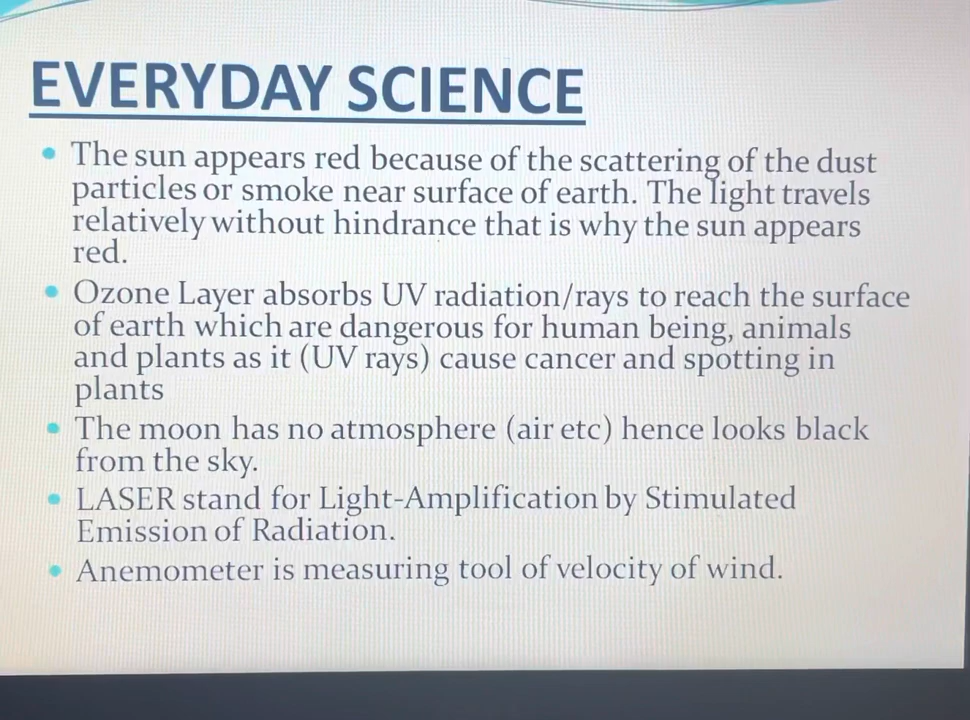 EVERYDAY SCIENCE
The sun appears red because of the scattering of the dust
particles or smoke near surface of earth. The light travels
relatively without hindrance that is why the sun appears
red.
Ozone Layer absorbs UV radiation/rays to reach the surface
of earth which are dangerous for human being, animals
and plants as it (UV rays) cause cancer and spotting in
plants
The moon has no atmosphere (air etc) hence looks black
from the sky.
LASER stand for Light-Amplification by Stimulated
Emission of Radiation.
Anemometer is measuring tool of velocity of wind.